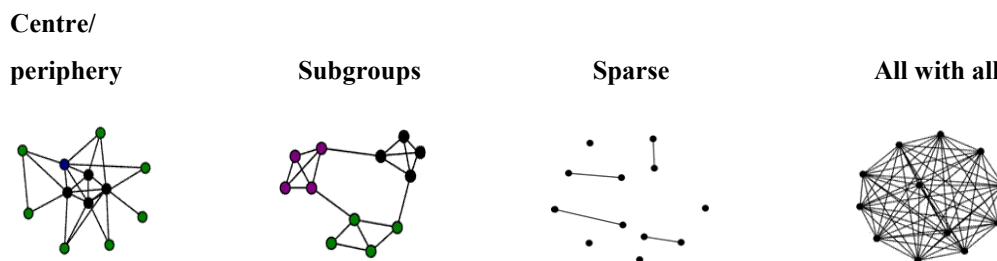 Centre/
periphery
Subgroups
Sparse
All with all